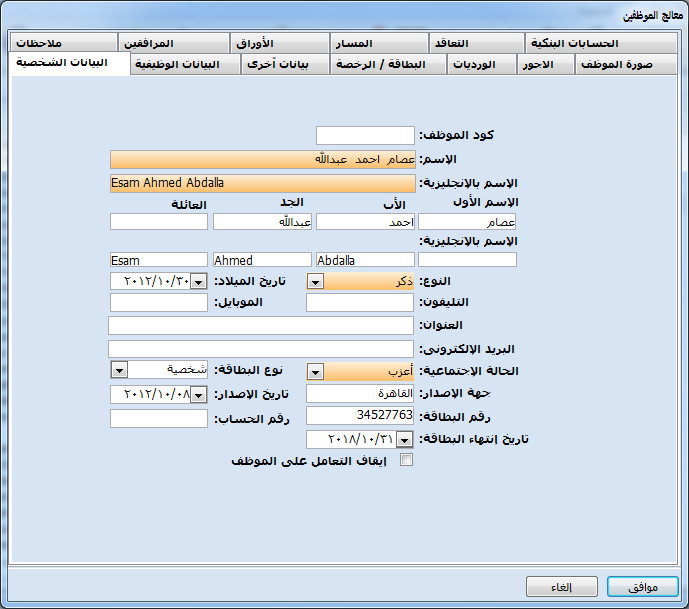 معالج الموظفين
الحسابات البنكية التعاقد المسار الأوراق المرافقين ملاحظات
صورة الموظف الاجور الورديات البطاقة / الرخصة بيانات أخرى البيانات الوظيفية البيانات الشخصية
كود الموظف:
الإسم: عصام احمد عبدالله
الإسم بالإنجليزية: Esam Ahmed Abdalla
الإسم الأول الأب الجد العائلة
عصام احمد عبدالله
الإسم بالإنجليزية:
Esam Ahmed Abdalla
النوع: ذكر تاريخ الميلاد: ٢٠١٢/١٠/٣٠
التليفون: الموبايل:
العنوان:
البريد الإلكترونى:
الحالة الإجتماعية: أعزب نوع البطاقة: شخصية
جهة الإصدار: القاهرة تاريخ الإصدار: ٢٠١٢/١٠/٠٨
رقم البطاقة: 34527763 رقم الحساب:
تاريخ إنتهاء البطاقة: ٢٠١٨/١٠/٣١
إيقاف التعامل على الموظف
موافق إلغاء